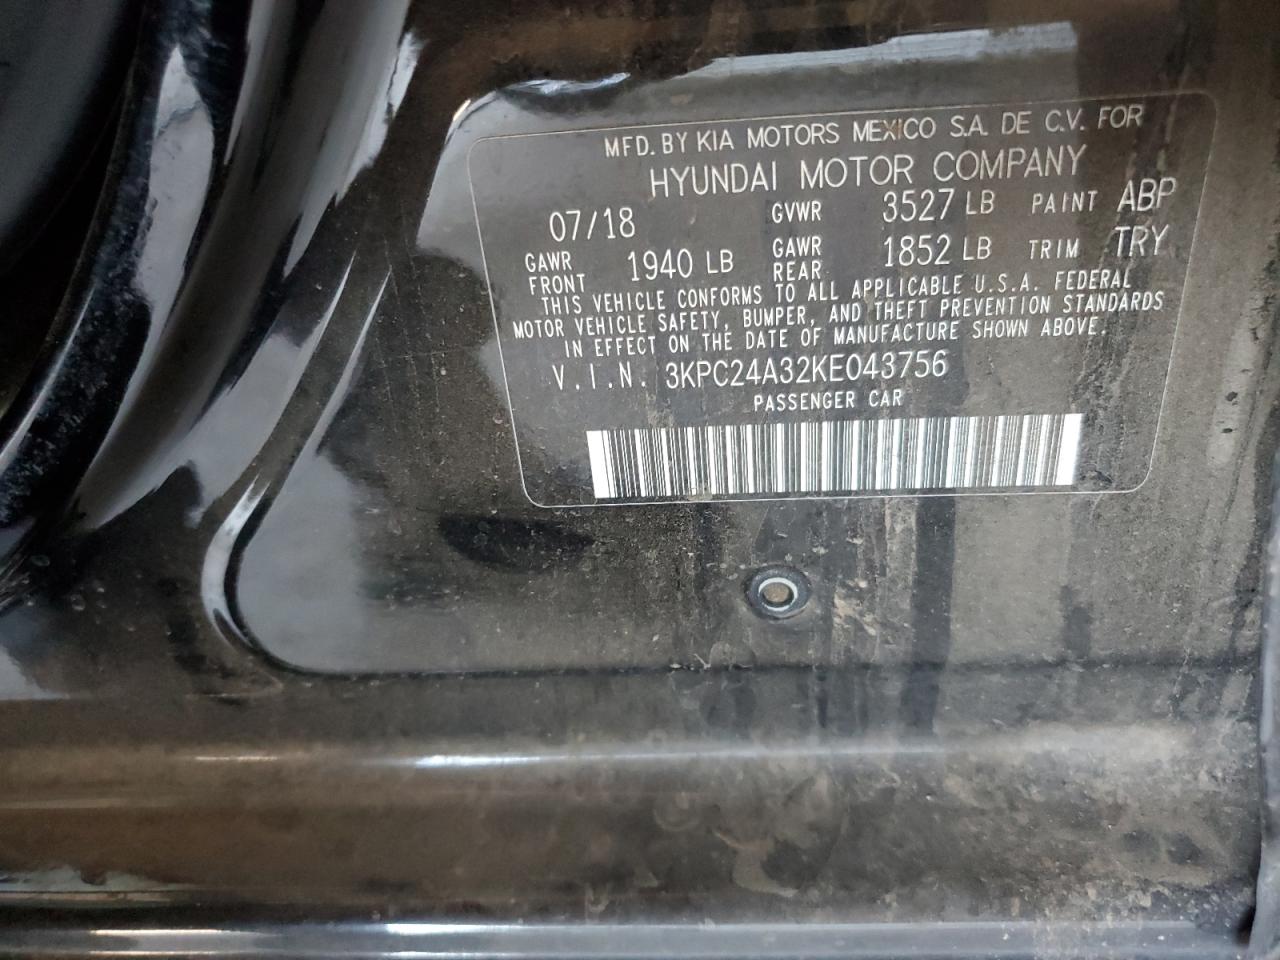 MFD. BY KIA MOTORS MEXICO S.A. DE C.V. FOR
HYUNDAI MOTOR COMPANY
07/18 GVWR 3527 LB PAINT ABP
GAWR FRONT 1940 LB GAWR REAR 1852 LB TRIM TRY
THIS VEHICLE CONFORMS TO ALL APPLICABLE U.S.A. FEDERAL
MOTOR VEHICLE SAFETY, BUMPER, AND THEFT PREVENTION STANDARDS
IN EFFECT ON THE DATE OF MANUFACTURE SHOWN ABOVE.
V.I.N. 3KPC24A32KE043756
PASSENGER CAR